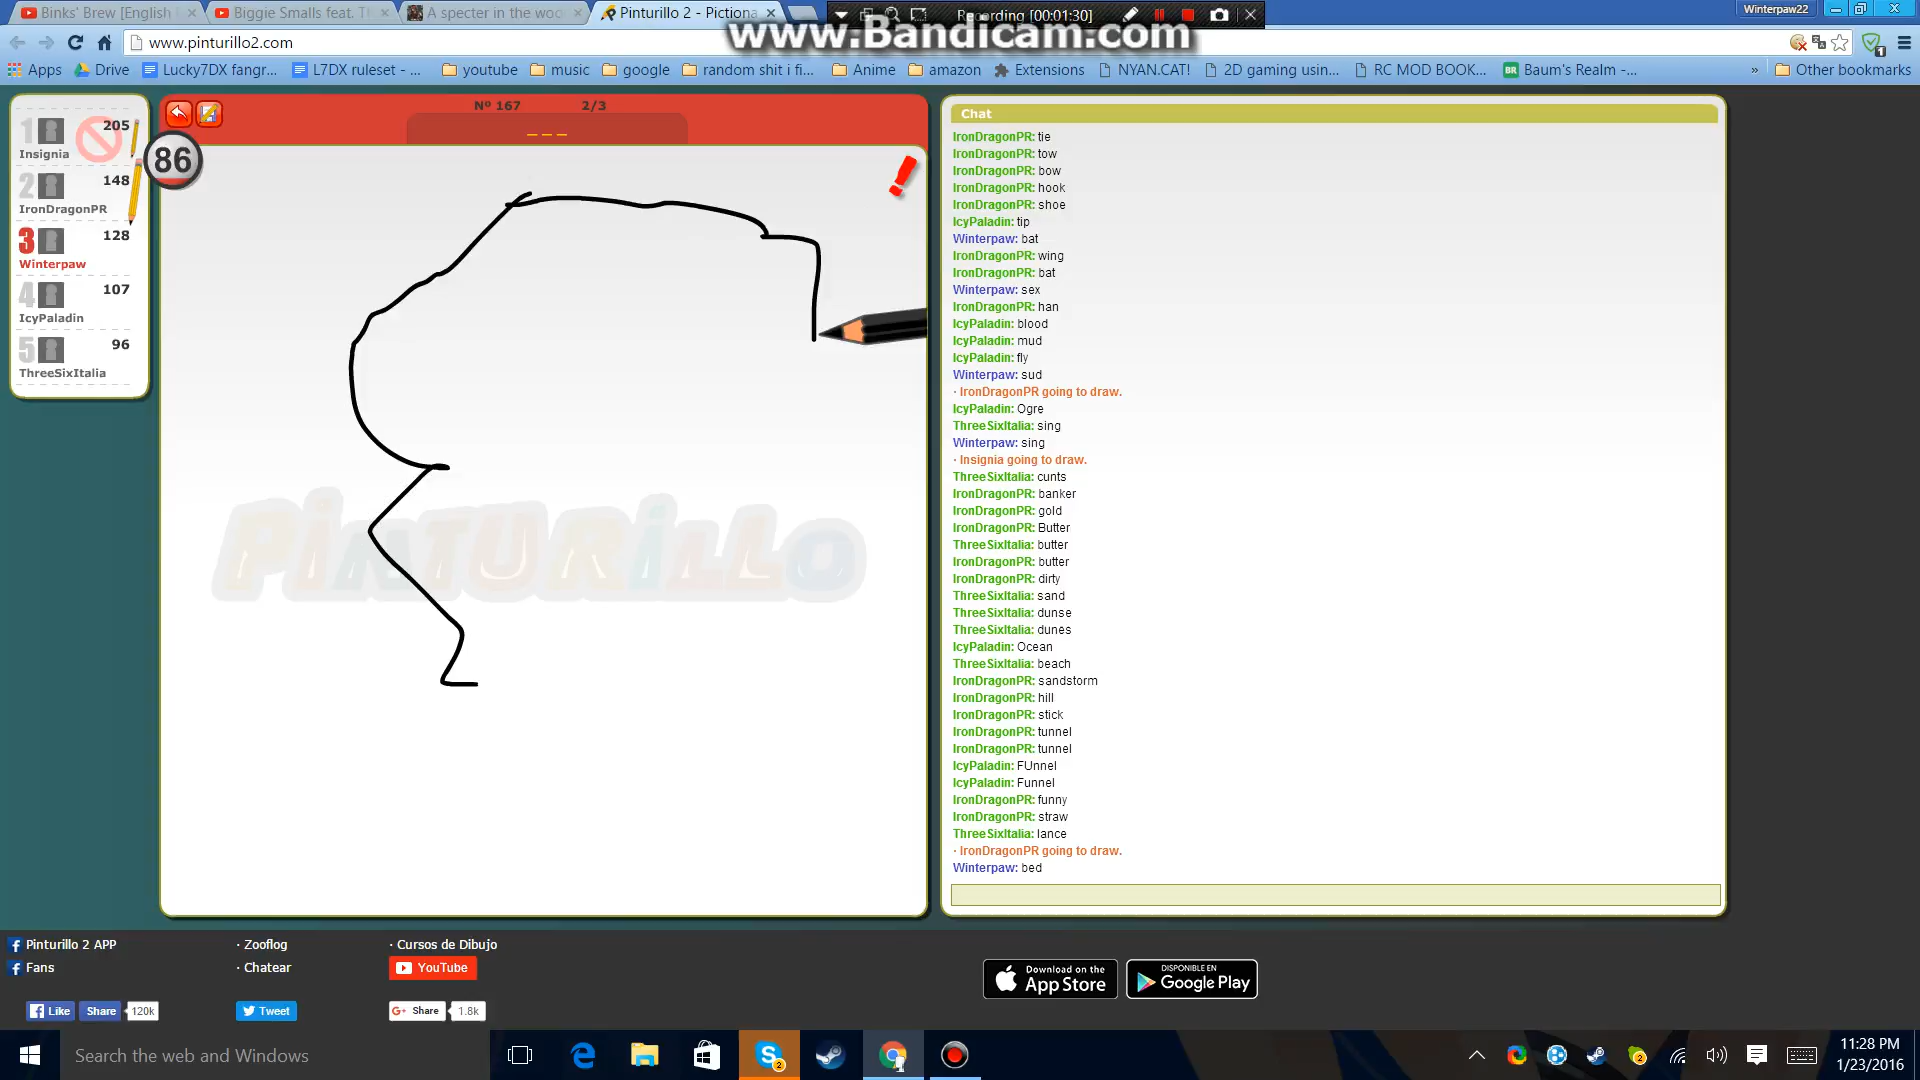 Binks' Brew [English
Biggie Smalls feat. Th
A specter in the woo
Pinturillo 2 - Pictiona
Recording [00:01:30]
Winterpaw22
www.Bandicam.com
www.pinturillo2.com
Apps
Drive
Lucky7DX fangr...
L7DX ruleset - ...
youtube
music
google
random shit i fi...
Anime
amazon
Extensions
NYAN.CAT!
2D gaming usin...
RC MOD BOOK...
BR
Baum's Realm -...
»
Other bookmarks
1 205
Insignia
2 148
IronDragonPR
3 128
Winterpaw
4 107
IcyPaladin
5 96
ThreeSixItalia
86
Nº 167 2/3
_ _ _
PiNTURiLLO
Chat
IronDragonPR: tie
IronDragonPR: tow
IronDragonPR: bow
IronDragonPR: hook
IronDragonPR: shoe
IcyPaladin: tip
Winterpaw: bat
IronDragonPR: wing
IronDragonPR: bat
Winterpaw: sex
IronDragonPR: han
IcyPaladin: blood
IcyPaladin: mud
IcyPaladin: fly
Winterpaw: sud
· IronDragonPR going to draw.
IcyPaladin: Ogre
ThreeSixItalia: sing
Winterpaw: sing
· Insignia going to draw.
ThreeSixItalia: cunts
IronDragonPR: banker
IronDragonPR: gold
IronDragonPR: Butter
ThreeSixItalia: butter
IronDragonPR: butter
IronDragonPR: dirty
ThreeSixItalia: sand
ThreeSixItalia: dunse
ThreeSixItalia: dunes
IcyPaladin: Ocean
ThreeSixItalia: beach
IronDragonPR: sandstorm
IronDragonPR: hill
IronDragonPR: stick
IronDragonPR: tunnel
IronDragonPR: tunnel
IcyPaladin: FUnnel
IcyPaladin: Funnel
IronDragonPR: funny
IronDragonPR: straw
ThreeSixItalia: lance
· IronDragonPR going to draw.
Winterpaw: bed
Pinturillo 2 APP
Fans
· Zooflog
· Chatear
· Cursos de Dibujo
YouTube
Like
Share
120k
Tweet
G+ Share
1.8k
Download on the
App Store
DISPONIBLE EN
Google Play
Search the web and Windows
2
2
11:28 PM
1/23/2016